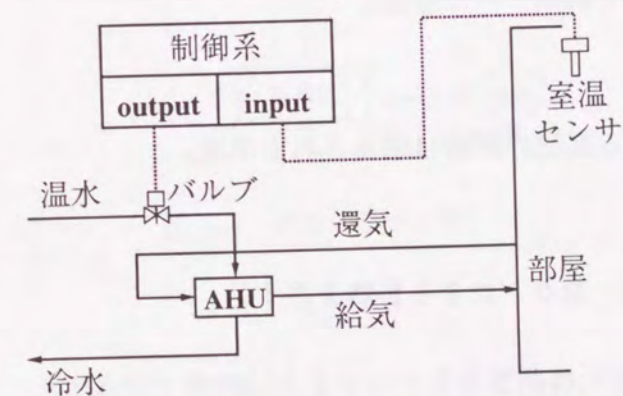 制御系
output
input
室温
センサ
温水
バルブ
還気
部屋
AHU
給気
冷水